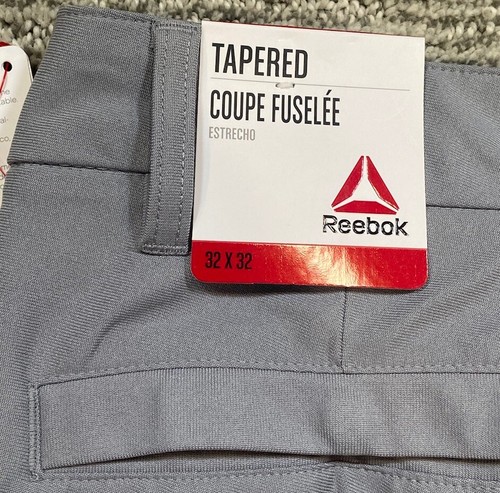 TAPERED
COUPE FUSELÉE
ESTRECHO
Reebok
32 X 32